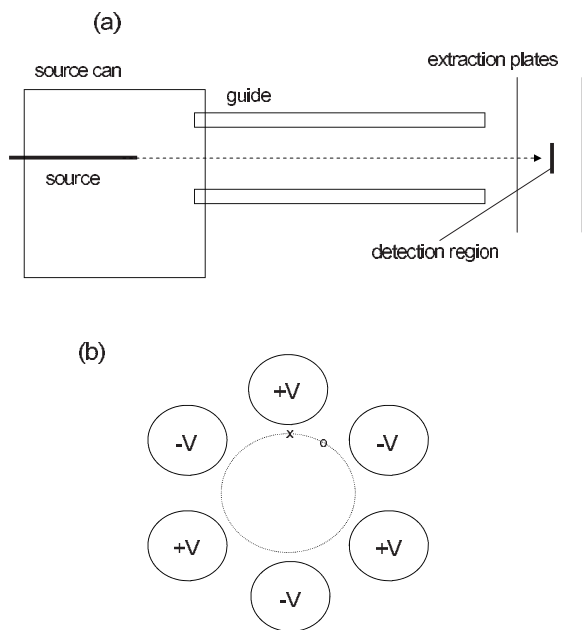 (a)
source can
extraction plates
guide
source
detection region
(b)
+V
x
o
-V
-V
+V
+V
-V